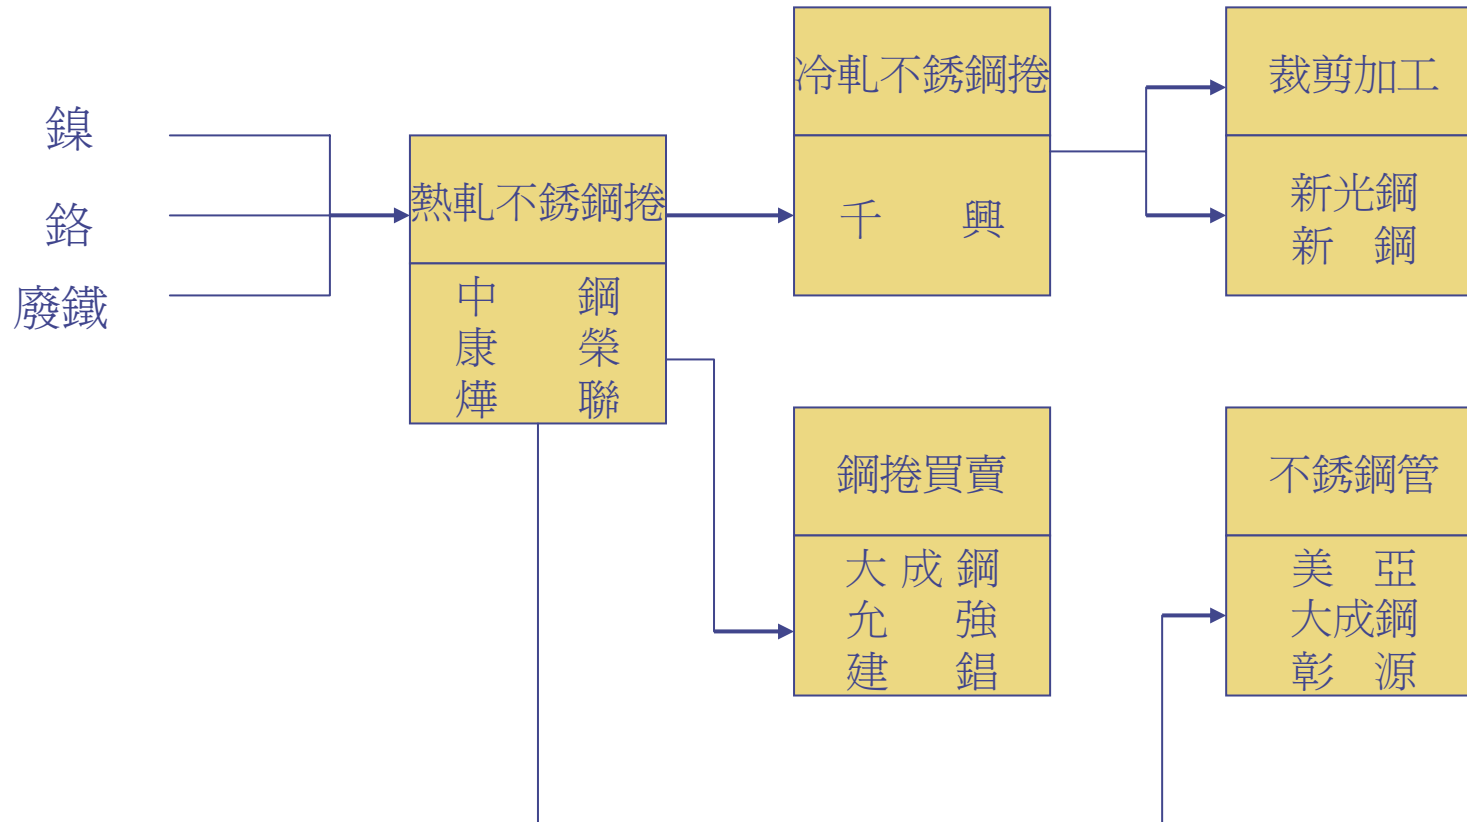 鎳
鉻
廢鐵
熱軋不銹鋼捲
中 鋼
康 榮
燁 聯
冷軋不銹鋼捲
千 興
裁剪加工
新光鋼
新 鋼
鋼捲買賣
大成鋼
允 強
建 錩
不銹鋼管
美 亞
大成鋼
彰 源